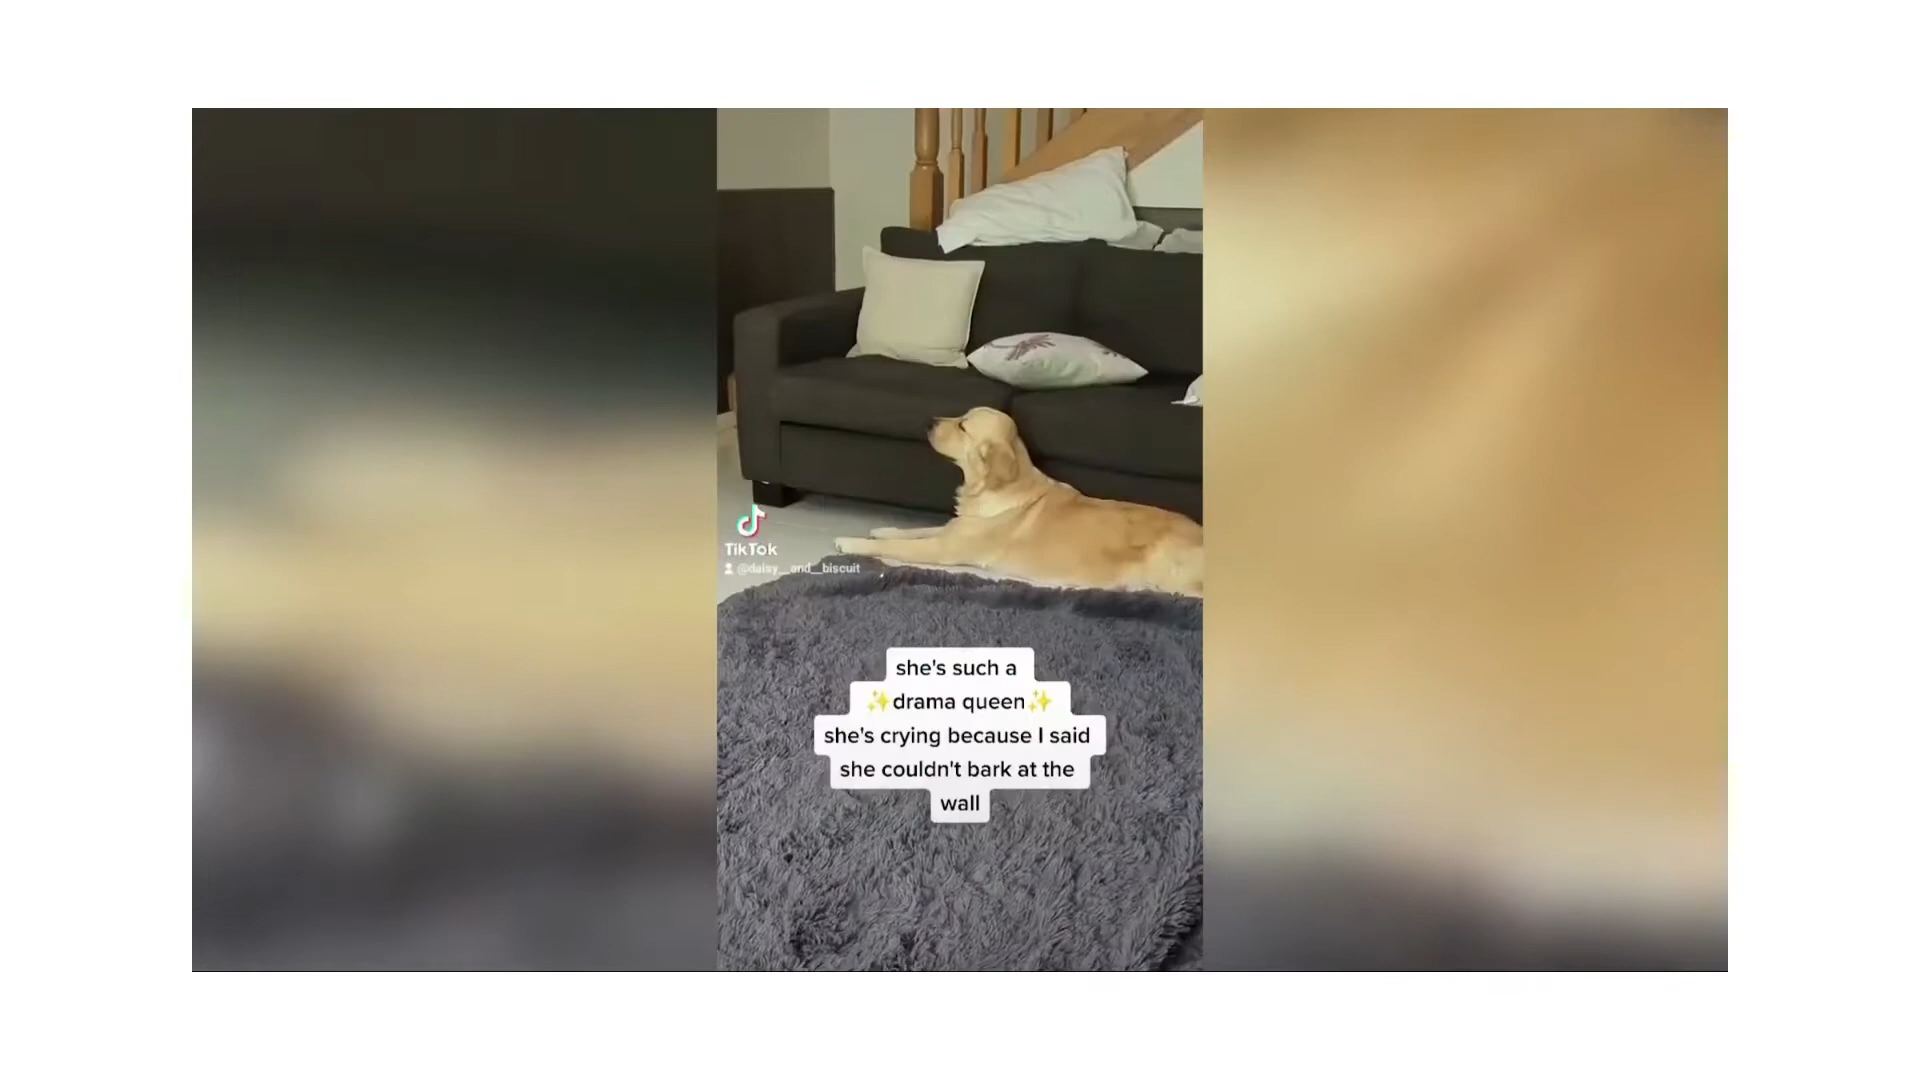 TikTok
@daisy__and__biscuit
she's such a
✨drama queen✨
she's crying because I said
she couldn't bark at the
wall